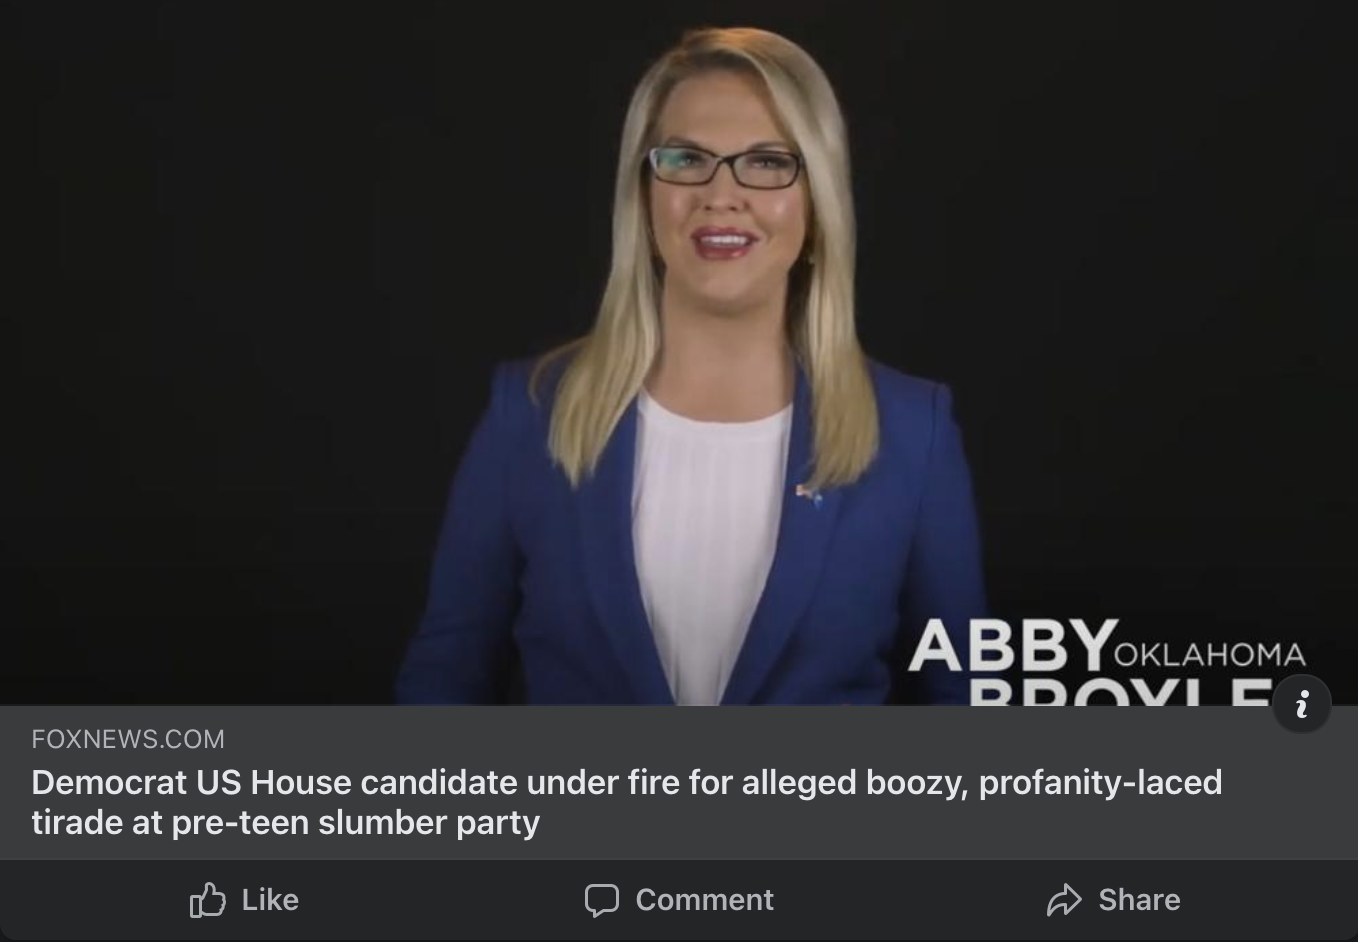 ABBY OKLAHOMA
BROYLE
FOXNEWS.COM
Democrat US House candidate under fire for alleged boozy, profanity-laced
tirade at pre-teen slumber party
Like Comment Share